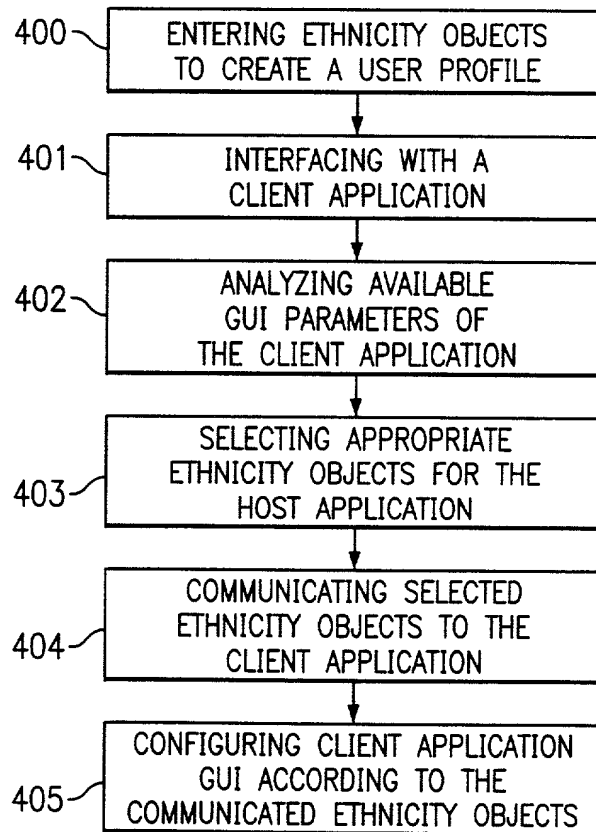 400
ENTERING ETHNICITY OBJECTS
TO CREATE A USER PROFILE
401
INTERFACING WITH A
CLIENT APPLICATION
402
ANALYZING AVAILABLE
GUI PARAMETERS OF
THE CLIENT APPLICATION
403
SELECTING APPROPRIATE
ETHNICITY OBJECTS FOR THE
HOST APPLICATION
404
COMMUNICATING SELECTED
ETHNICITY OBJECTS TO THE
CLIENT APPLICATION
405
CONFIGURING CLIENT APPLICATION
GUI ACCORDING TO THE
COMMUNICATED ETHNICITY OBJECTS